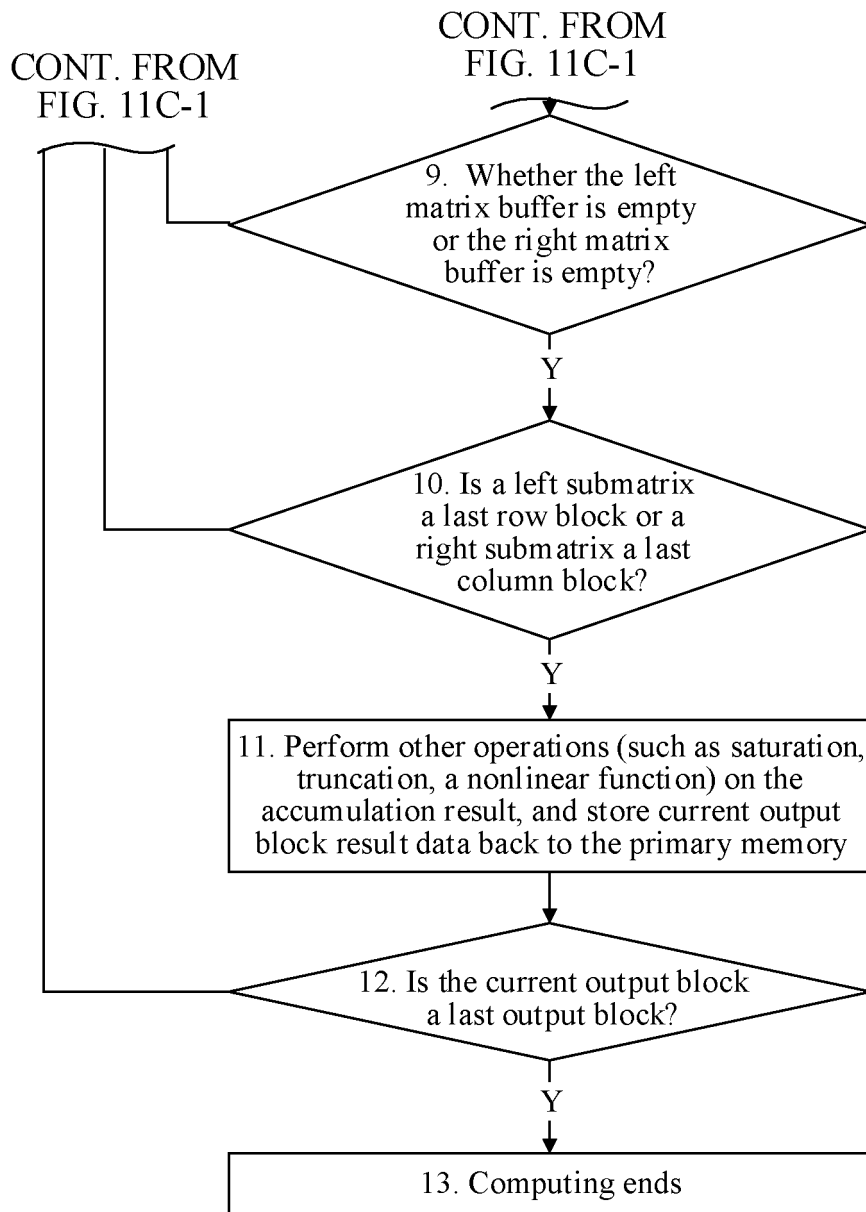 CONT. FROM
FIG. 11C-1
CONT. FROM
FIG. 11C-1
9. Whether the left
matrix buffer is empty
or the right matrix
buffer is empty?
Y
10. Is a left submatrix
a last row block or a
right submatrix a last
column block?
Y
11. Perform other operations (such as saturation,
truncation, a nonlinear function) on the
accumulation result, and store current output
block result data back to the primary memory
12. Is the current output block
a last output block?
Y
13. Computing ends